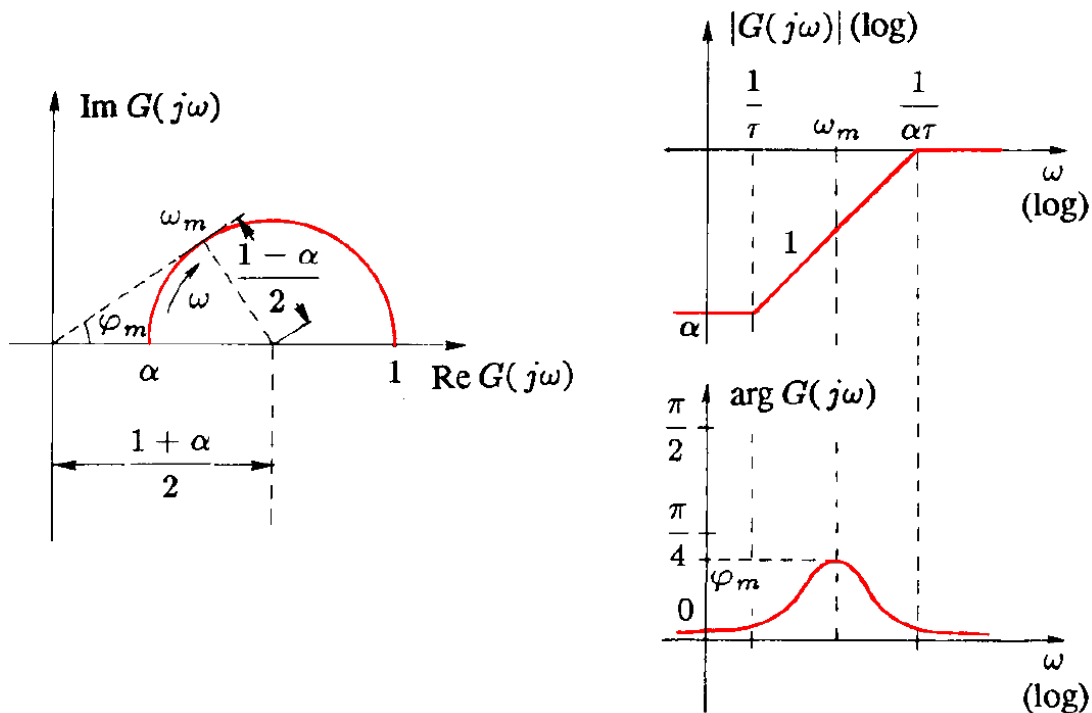 Im G(jω)
ω_m
1 − α
2
ω
φ_m
α
1
Re G(jω)
1 + α
2
|G(jω)| (log)
1
τ
ω_m
1
ατ
ω
(log)
1
α
arg G(jω)
π
2
π
4
φ_m
0
ω
(log)